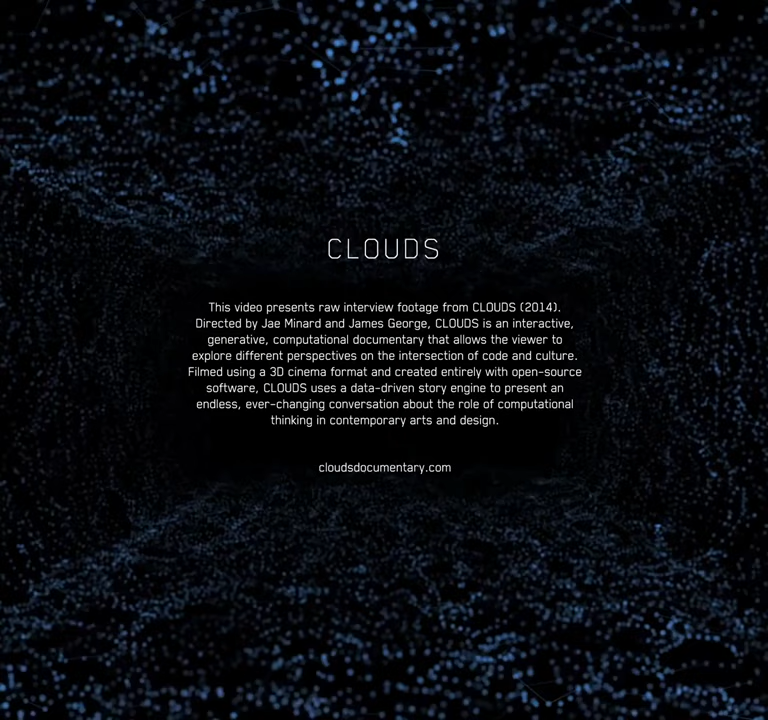 CLOUDS
This video presents raw interview footage from CLOUDS (2014).
Directed by Jae Minard and James George, CLOUDS is an interactive,
generative, computational documentary that allows the viewer to
explore different perspectives on the intersection of code and culture.
Filmed using a 3D cinema format and created entirely with open-source
software, CLOUDS uses a data-driven story engine to present an
endless, ever-changing conversation about the role of computational
thinking in contemporary arts and design.
cloudsdocumentary.com